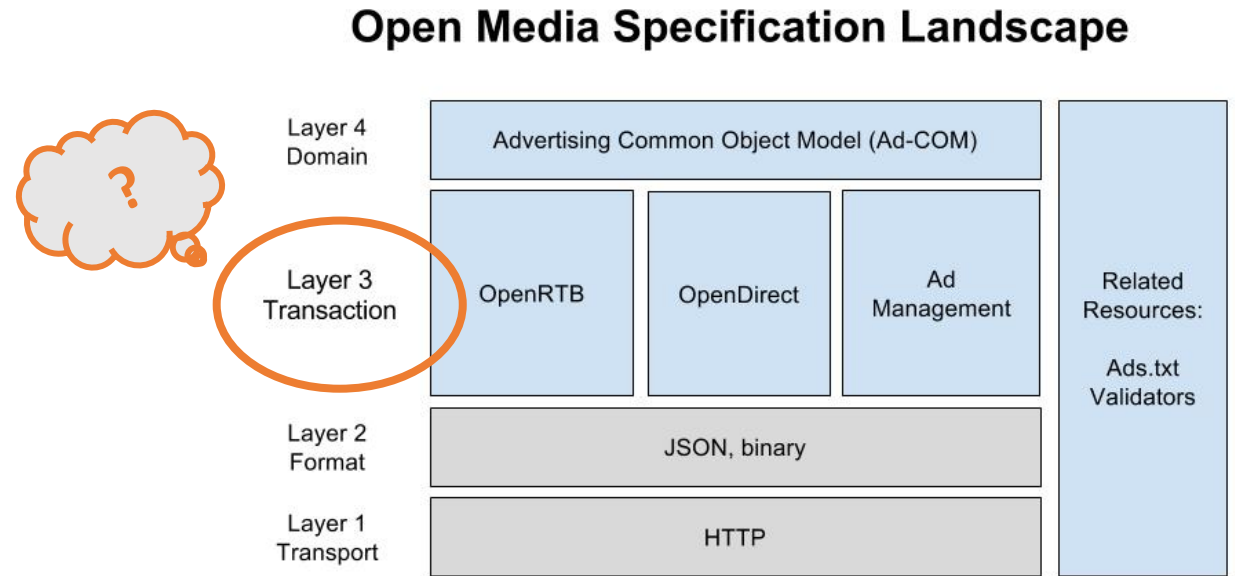 Open Media Specification Landscape
Layer 4
Domain
Advertising Common Object Model (Ad-COM)
?
Layer 3
Transaction
OpenRTB
OpenDirect
Ad
Management
Related
Resources:
Ads.txt
Validators
Layer 2
Format
JSON, binary
Layer 1
Transport
HTTP